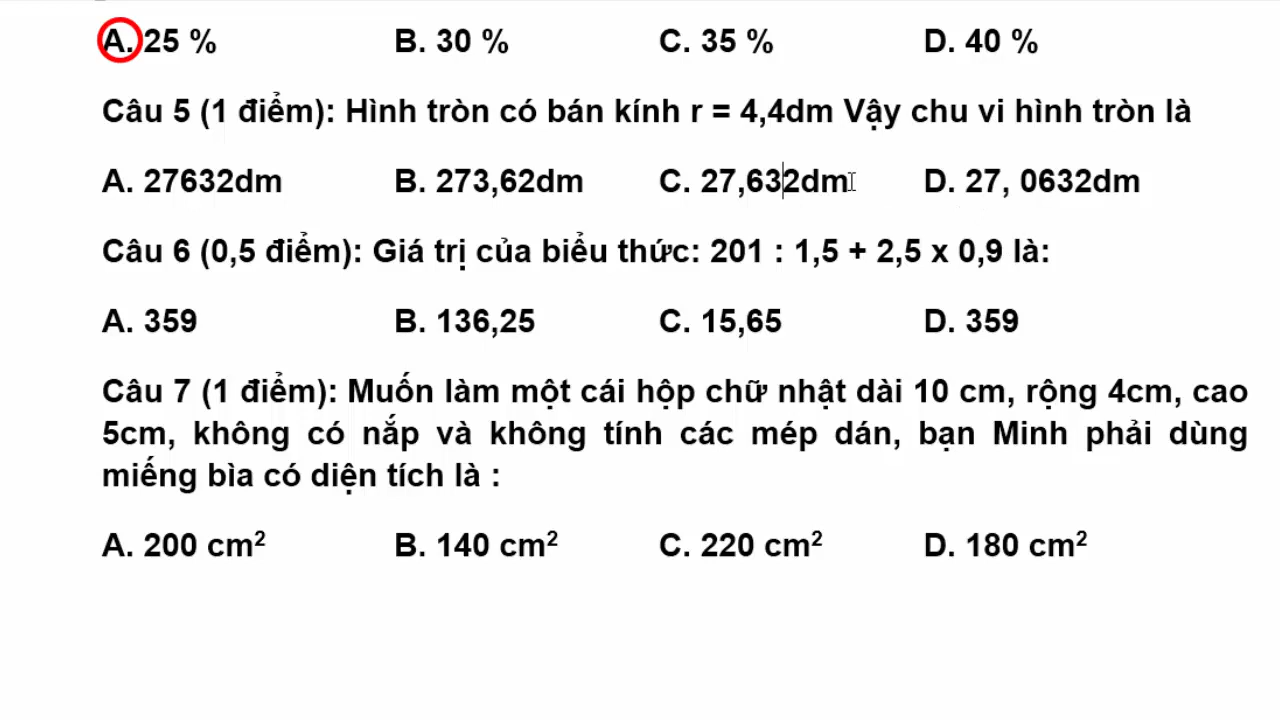 A. 25 % B. 30 % C. 35 % D. 40 %
Câu 5 (1 điểm): Hình tròn có bán kính r = 4,4dm Vậy chu vi hình tròn là
A. 27632dm B. 273,62dm C. 27,632dm D. 27, 0632dm
Câu 6 (0,5 điểm): Giá trị của biểu thức: 201 : 1,5 + 2,5 x 0,9 là:
A. 359 B. 136,25 C. 15,65 D. 359
Câu 7 (1 điểm): Muốn làm một cái hộp chữ nhật dài 10 cm, rộng 4cm, cao
5cm, không có nắp và không tính các mép dán, bạn Minh phải dùng
miếng bìa có diện tích là :
A. 200 cm² B. 140 cm² C. 220 cm² D. 180 cm²